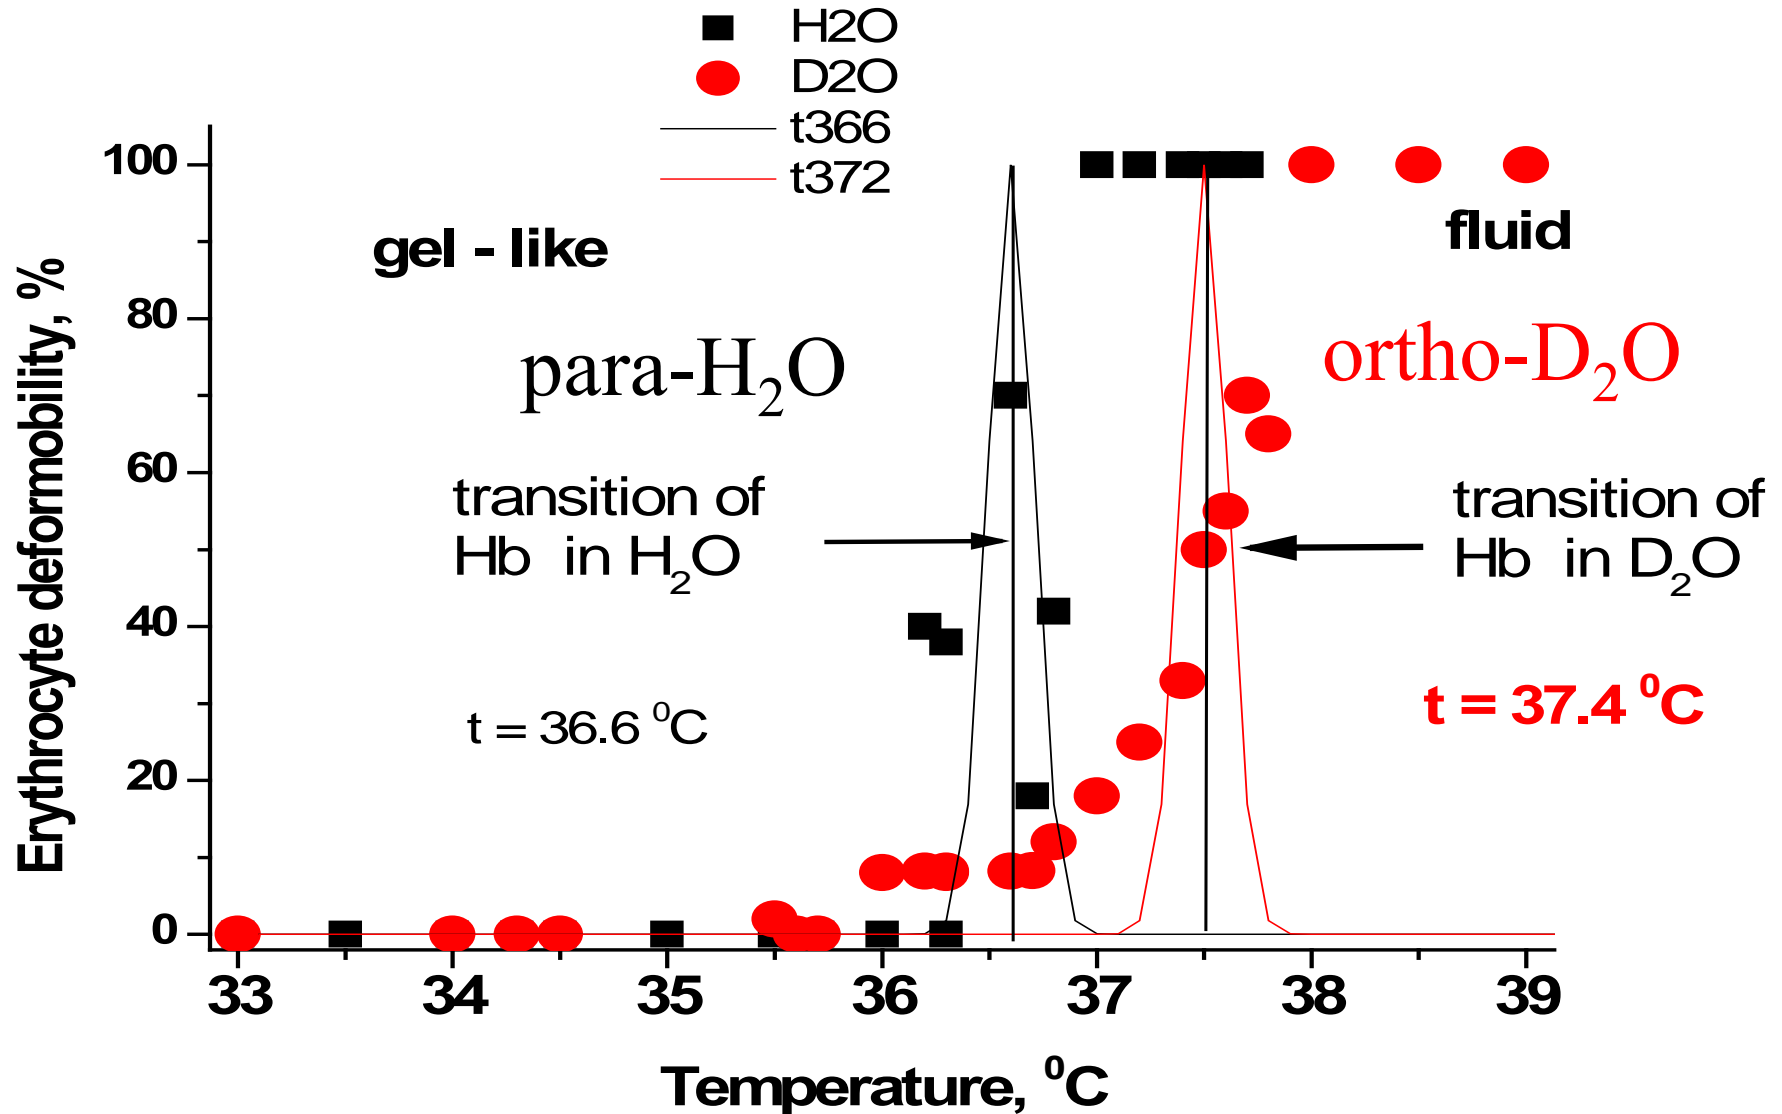 H2O
D2O
t366
t372
Erythrocyte deformobility, %
100
80
60
40
20
0
gel - like
fluid
para-H₂O
ortho-D₂O
transition of
Hb in H₂O
transition of
Hb in D₂O
t = 36.6 ⁰C
t = 37.4 ⁰C
33 34 35 36 37 38 39
Temperature, ⁰C